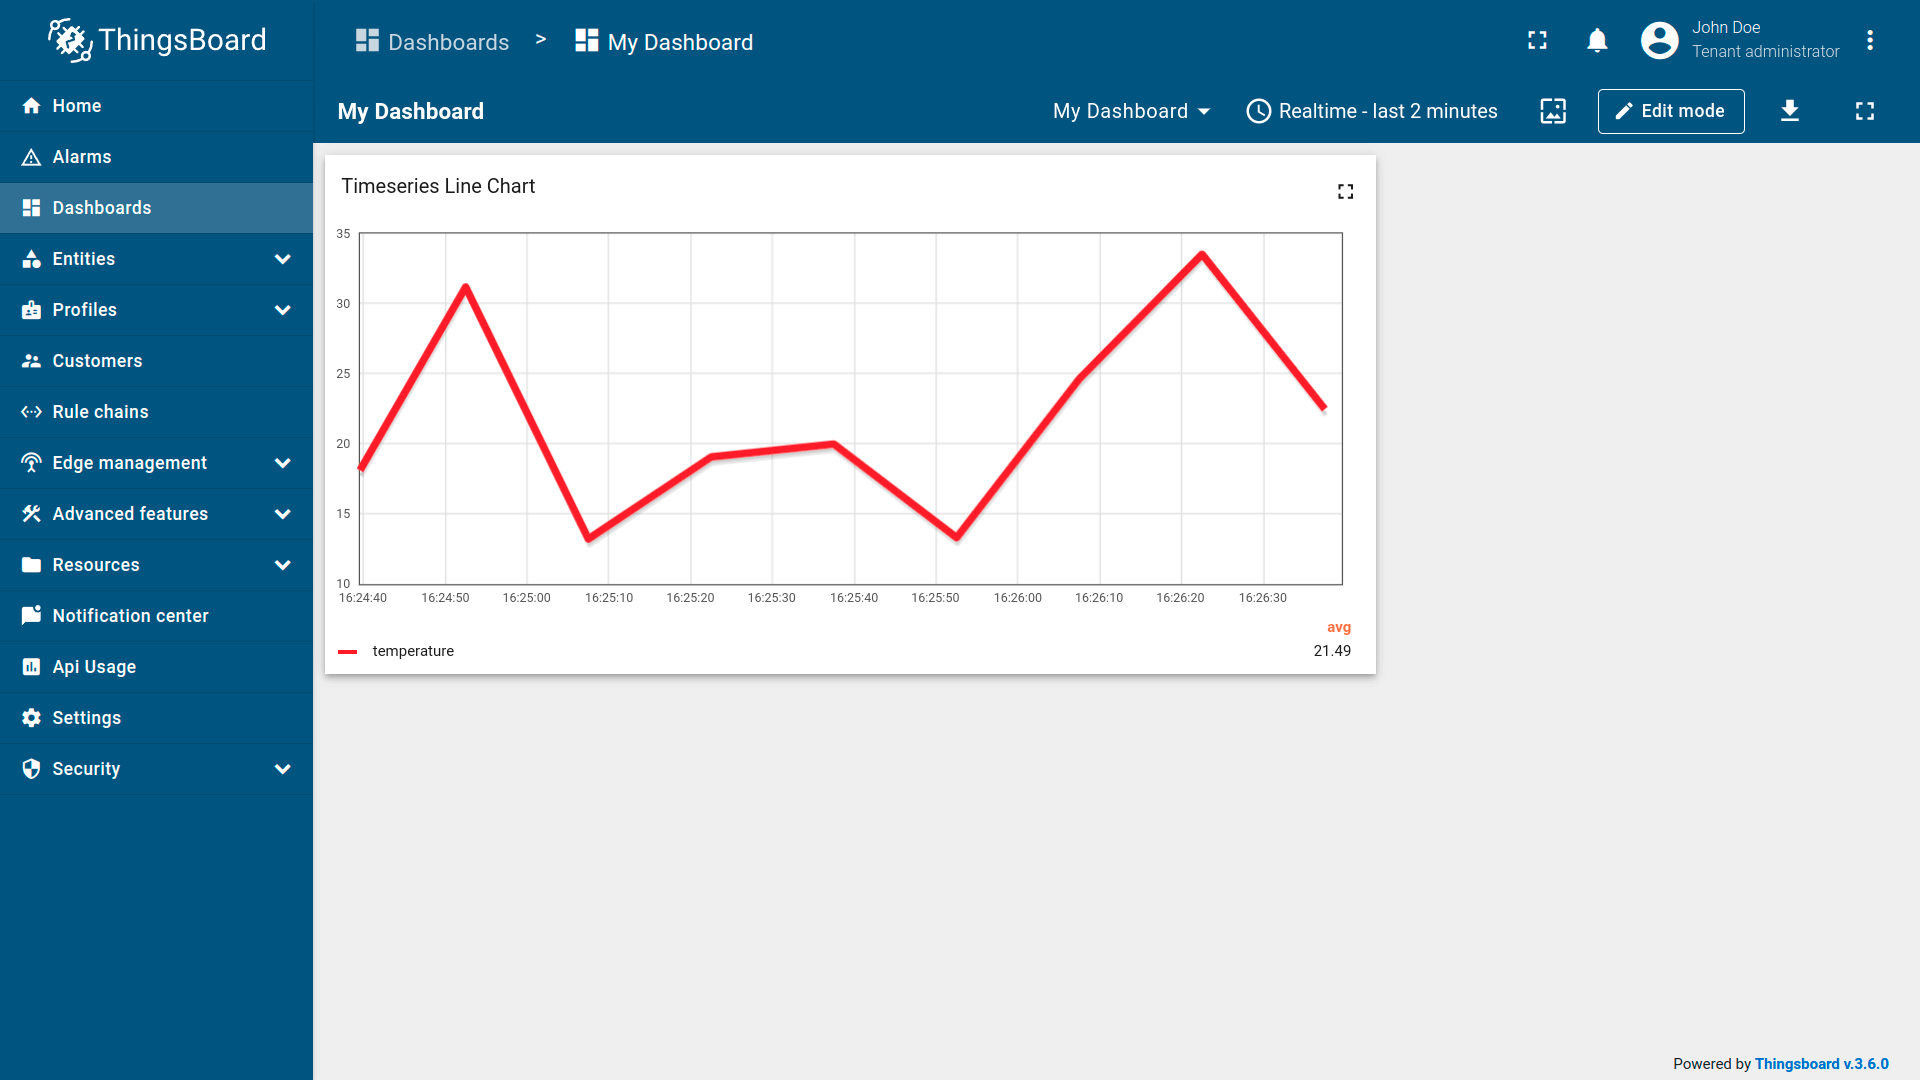 ThingsBoard
Dashboards > My Dashboard
John Doe
Tenant administrator
Home
Alarms
Dashboards
Entities
Profiles
Customers
Rule chains
Edge management
Advanced features
Resources
Notification center
Api Usage
Settings
Security
My Dashboard
My Dashboard
Realtime - last 2 minutes
Edit mode
Timeseries Line Chart
35
30
25
20
15
10
16:24:40 16:24:50 16:25:00 16:25:10 16:25:20 16:25:30 16:25:40 16:25:50 16:26:00 16:26:10 16:26:20 16:26:30
avg
temperature 21.49
Powered by Thingsboard v.3.6.0